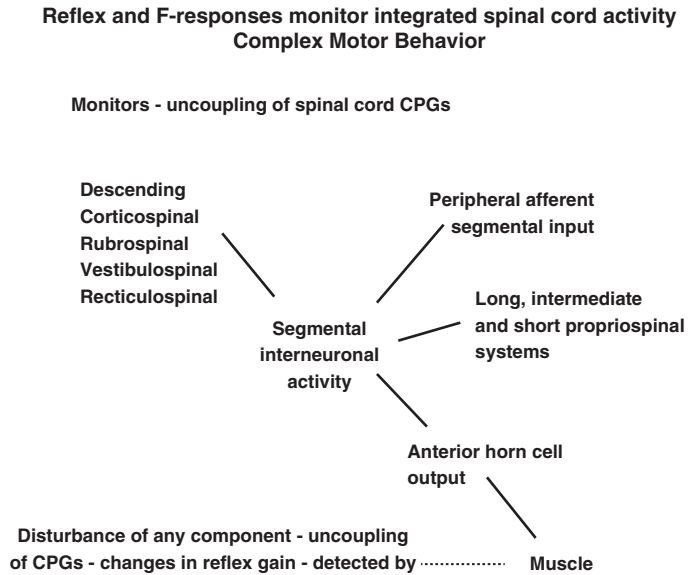 Reflex and F-responses monitor integrated spinal cord activity
Complex Motor Behavior
Monitors - uncoupling of spinal cord CPGs
Descending
Corticospinal
Rubrospinal
Vestibulospinal
Recticulospinal
Peripheral afferent
segmental input
Long, intermediate
and short propriospinal
systems
Segmental
interneuronal
activity
Anterior horn cell
output
Disturbance of any component - uncoupling
of CPGs - changes in reflex gain - detected by
Muscle